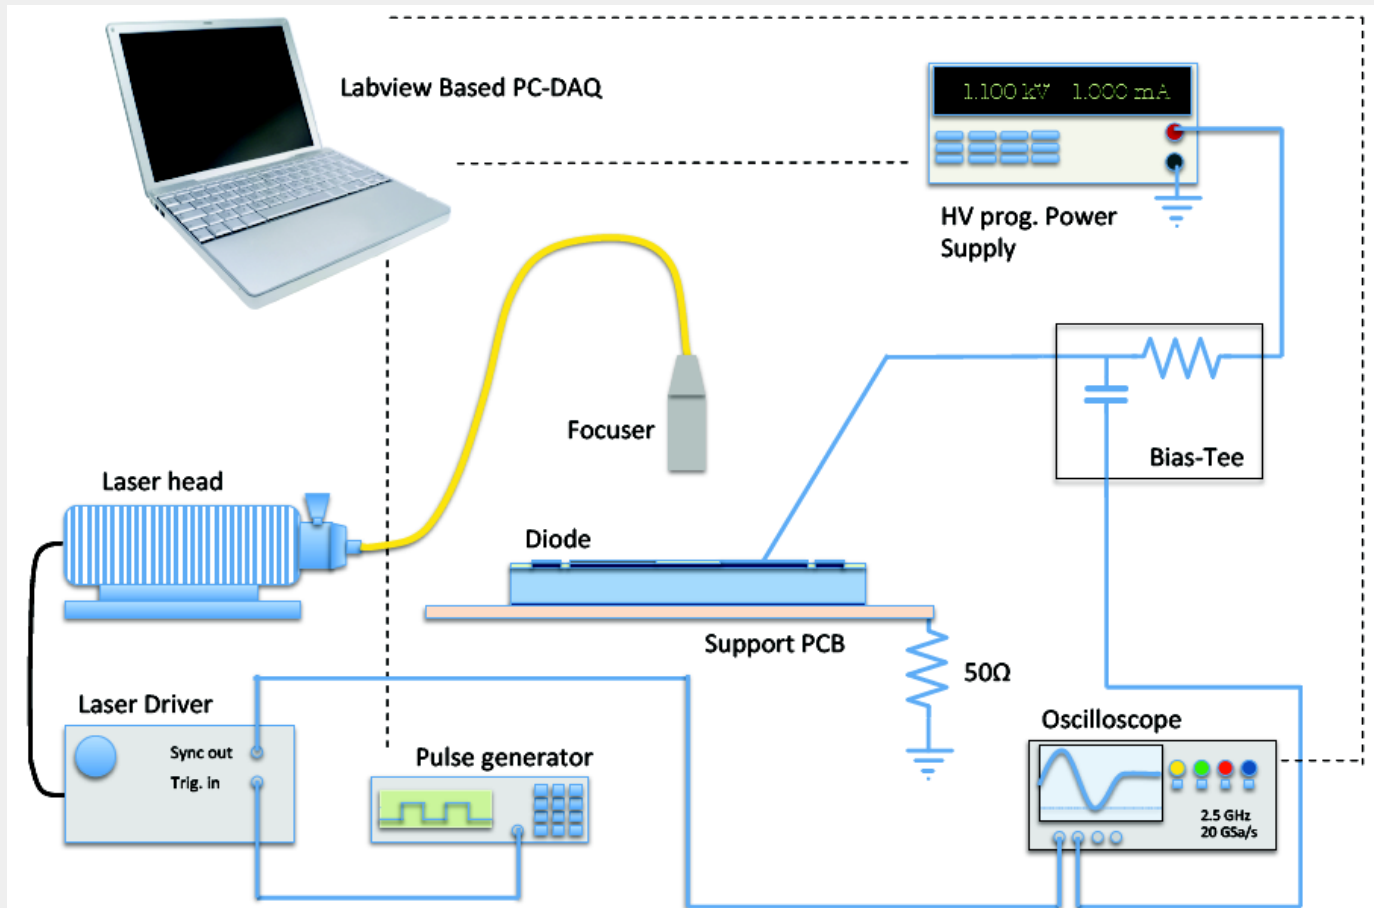 Labview Based PC-DAQ
1.100 kV 1.000 mA
HV prog. Power
Supply
Focuser
Bias-Tee
Laser head
Diode
Support PCB
50Ω
Laser Driver
Sync out
Trig. in
Pulse generator
Oscilloscope
2.5 GHz
20 GSa/s